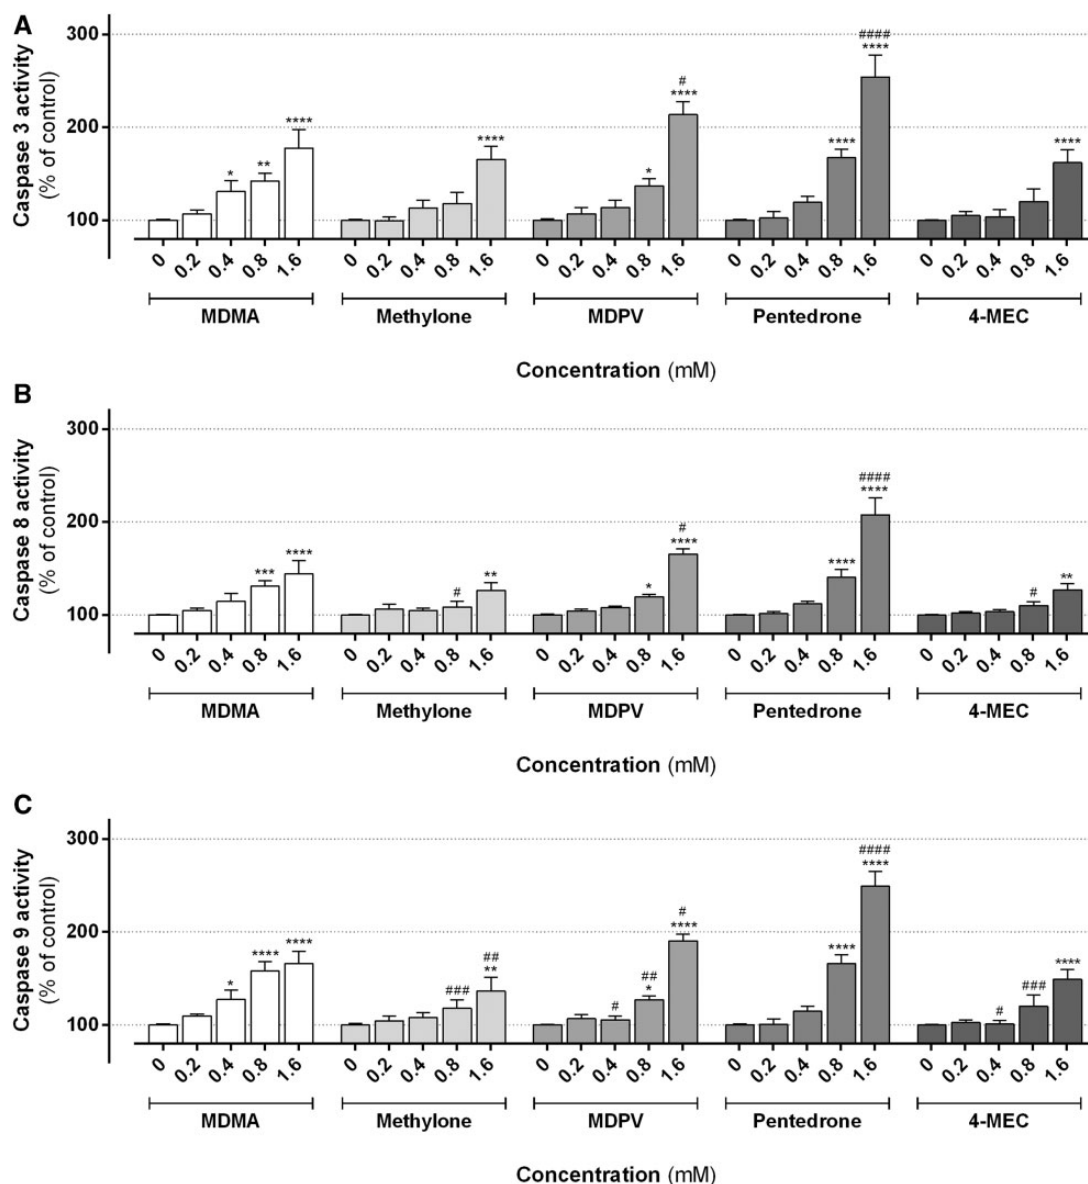 A
Caspase 3 activity
(% of control)
300
200
100
####
****
#
****
****
****
****
****
**
*
*
0 0.2 0.4 0.8 1.6 0 0.2 0.4 0.8 1.6 0 0.2 0.4 0.8 1.6 0 0.2 0.4 0.8 1.6 0 0.2 0.4 0.8 1.6
MDMA Methylone MDPV Pentedrone 4-MEC
Concentration (mM)
B
Caspase 8 activity
(% of control)
300
200
100
####
****
#
****
****
****
***
**
**
*
#
#
0 0.2 0.4 0.8 1.6 0 0.2 0.4 0.8 1.6 0 0.2 0.4 0.8 1.6 0 0.2 0.4 0.8 1.6 0 0.2 0.4 0.8 1.6
MDMA Methylone MDPV Pentedrone 4-MEC
Concentration (mM)
C
Caspase 9 activity
(% of control)
300
200
100
####
****
#
****
****
****
****
****
##
**
##
*
*
###
###
#
#
0 0.2 0.4 0.8 1.6 0 0.2 0.4 0.8 1.6 0 0.2 0.4 0.8 1.6 0 0.2 0.4 0.8 1.6 0 0.2 0.4 0.8 1.6
MDMA Methylone MDPV Pentedrone 4-MEC
Concentration (mM)